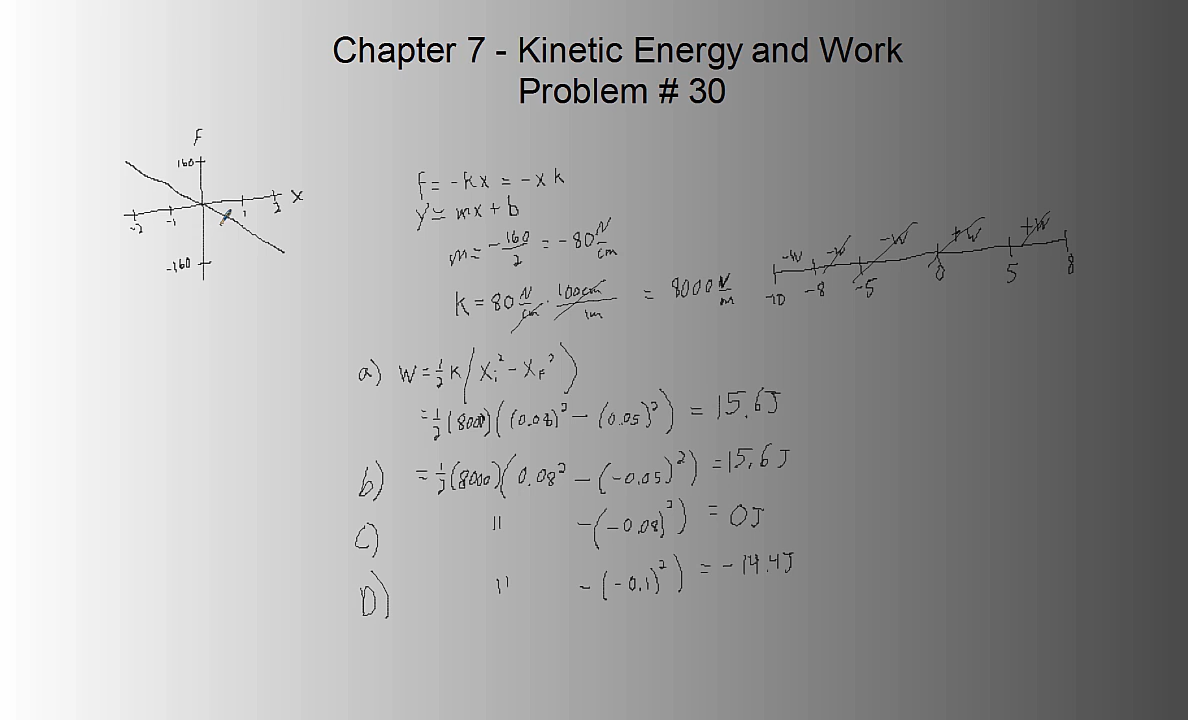 Chapter 7 - Kinetic Energy and Work
Problem # 30
F
160
X
-2 -1 1 2
-160
F = -kx = -xk
y = mx + b
m = -160/2 = -80 N/cm
k = 80 N/cm · 100cm/1m = 8000 N/m
-W -W -W +W +W
-10 -8 -5 0 5 8
a) W = ½ k (Xi² - XF²)
= ½ (8000) ((0.08)² - (0.05)²) = 15.6J
b) = ½ (8000) (0.08² - (-0.05)²) = 15.6J
C) " - (-0.08)²) = 0J
D) " - (-0.1)²) = -14.4J